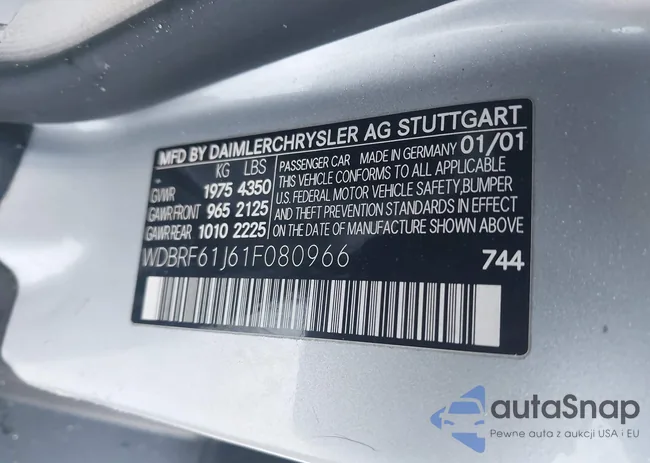 MFD BY DAIMLERCHRYSLER AG STUTTGART
KG LBS
GVWR 1975 4350
GAWR FRONT 965 2125
GAWR REAR 1010 2225
PASSENGER CAR MADE IN GERMANY 01/01
THIS VEHICLE CONFORMS TO ALL APPLICABLE
U.S. FEDERAL MOTOR VEHICLE SAFETY, BUMPER
AND THEFT PREVENTION STANDARDS IN EFFECT
ON THE DATE OF MANUFACTURE SHOWN ABOVE
WDBRF61J61F080966
744
autaSnap
Pewne auta z aukcji USA i EU